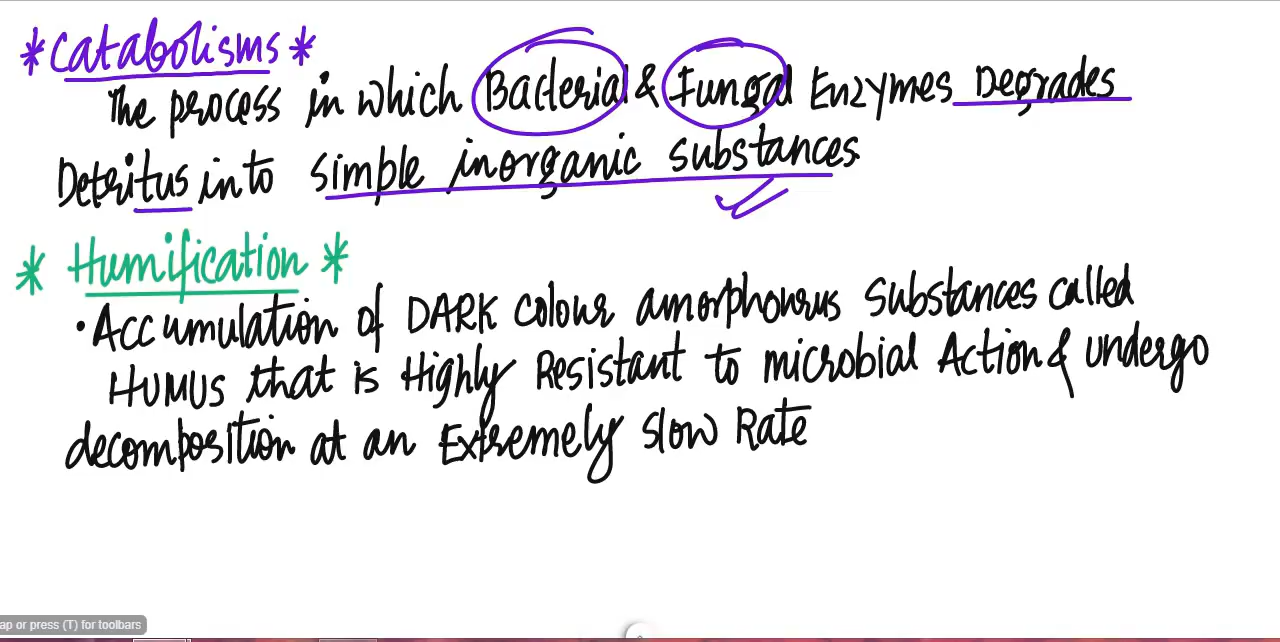 *Catabolisms*
The process in which Bacterial & Fungal Enzymes Degrades
Detritus into simple inorganic substances
* Humification *
• Accumulation of DARK colour amorphourus substances called
HUMUS that is Highly Resistant to microbial Action & undergo
decomposition at an Extremely slow Rate
ap or press (T) for toolbars